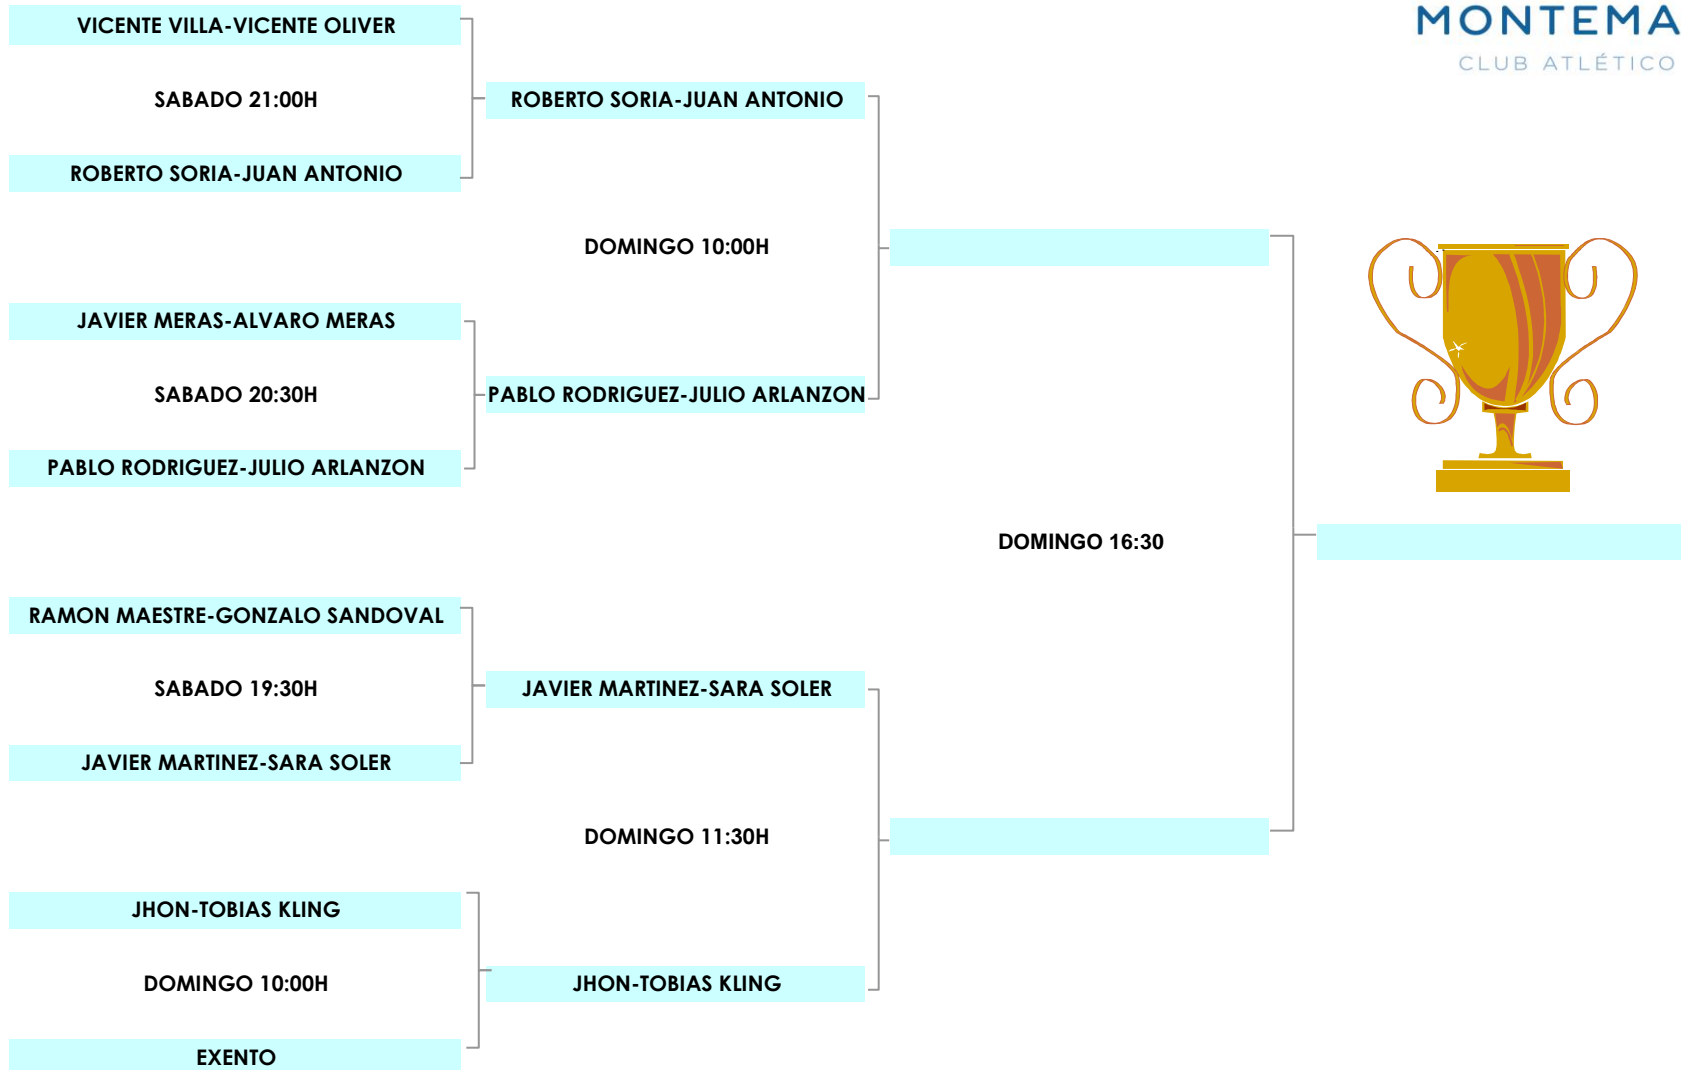 MONTEMA
CLUB ATLÉTICO
VICENTE VILLA-VICENTE OLIVER
SABADO 21:00H
ROBERTO SORIA-JUAN ANTONIO
ROBERTO SORIA-JUAN ANTONIO
DOMINGO 10:00H
JAVIER MERAS-ALVARO MERAS
SABADO 20:30H
PABLO RODRIGUEZ-JULIO ARLANZON
PABLO RODRIGUEZ-JULIO ARLANZON
DOMINGO 16:30
RAMON MAESTRE-GONZALO SANDOVAL
SABADO 19:30H
JAVIER MARTINEZ-SARA SOLER
JAVIER MARTINEZ-SARA SOLER
DOMINGO 11:30H
JHON-TOBIAS KLING
DOMINGO 10:00H
JHON-TOBIAS KLING
EXENTO